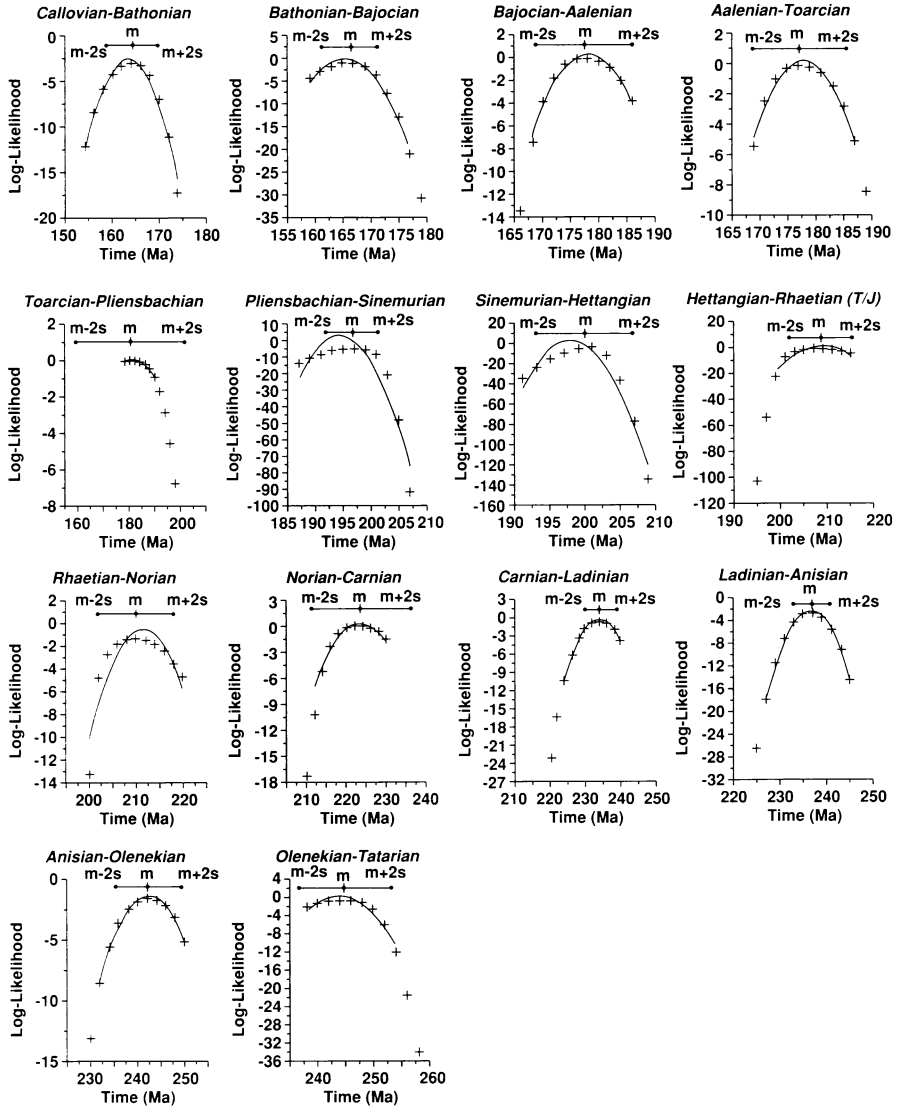 Callovian-Bathonian
m
m-2s m+2s
Log-Likelihood
0
-5
-10
-15
-20
150 160 170 180
Time (Ma)
Bathonian-Bajocian
m-2s m m+2s
Log-Likelihood
5
0
-5
-10
-15
-20
-25
-30
-35
155 159 163 167 171 175 179
Time (Ma)
Bajocian-Aalenian
m-2s m m+2s
Log-Likelihood
2
0
-2
-4
-6
-8
-10
-12
-14
165 170 175 180 185 190
Time (Ma)
Aalenian-Toarcian
m-2s m m+2s
Log-Likelihood
2
0
-2
-4
-6
-8
-10
165 170 175 180 185 190
Time (Ma)
Toarcian-Pliensbachian
m-2s m m+2s
Log-Likelihood
2
0
-2
-4
-6
-8
160 180 200
Time (Ma)
Pliensbachian-Sinemurian
m-2s m m+2s
Log-Likelihood
10
0
-10
-20
-30
-40
-50
-60
-70
-80
-90
-100
185 190 195 200 205 210
Time (Ma)
Sinemurian-Hettangian
m-2s m m+2s
Log-Likelihood
20
0
-20
-40
-60
-80
-100
-120
-140
-160
190 195 200 205 210
Time (Ma)
Hettangian-Rhaetian (T/J)
m-2s m m+2s
Log-Likelihood
20
0
-20
-40
-60
-80
-100
-120
190 200 210 220
Time (Ma)
Rhaetian-Norian
m-2s m m+2s
Log-Likelihood
2
0
-2
-4
-6
-8
-10
-12
-14
200 210 220
Time (Ma)
Norian-Carnian
m-2s m m+2s
Log-Likelihood
3
0
-3
-6
-9
-12
-15
-18
210 220 230 240
Time (Ma)
Carnian-Ladinian
m-2s m m+2s
Log-Likelihood
3
0
-3
-6
-9
-12
-15
-18
-21
-24
-27
210 220 230 240 250
Time (Ma)
Ladinian-Anisian
m
m-2s m+2s
Log-Likelihood
0
-4
-8
-12
-16
-20
-24
-28
-32
220 230 240 250
Time (Ma)
Anisian-Olenekian
m-2s m m+2s
Log-Likelihood
0
-5
-10
-15
230 240 250
Time (Ma)
Olenekian-Tatarian
m-2s m m+2s
Log-Likelihood
4
0
-4
-8
-12
-16
-20
-24
-28
-32
-36
240 250 260
Time (Ma)